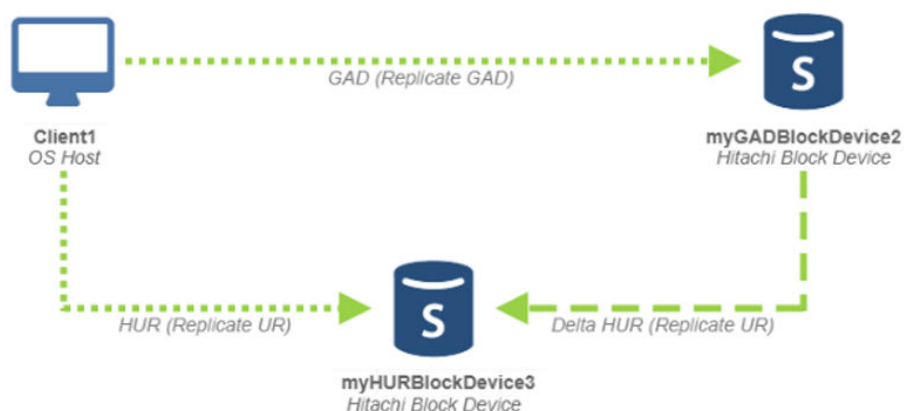 S
GAD (Replicate GAD)
Client1
OS Host
myGADBlockDevice2
Hitachi Block Device
S
HUR (Replicate UR)
Delta HUR (Replicate UR)
myHURBlockDevice3
Hitachi Block Device